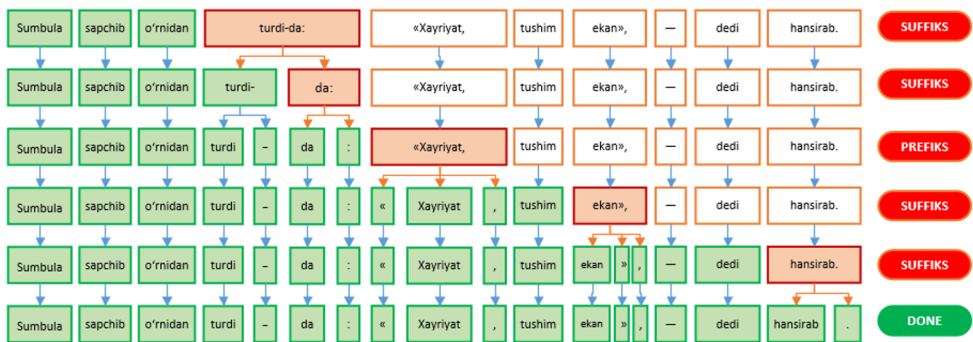 Sumbula sapchib o‘rnidan turdi-da: «Xayriyat, tushim ekan», — dedi hansirab. SUFFIKS
Sumbula sapchib o‘rnidan turdi- da: «Xayriyat, tushim ekan», — dedi hansirab. SUFFIKS
Sumbula sapchib o‘rnidan turdi – da : «Xayriyat, tushim ekan», — dedi hansirab. PREFIKS
Sumbula sapchib o‘rnidan turdi – da : « Xayriyat , tushim ekan», — dedi hansirab. SUFFIKS
Sumbula sapchib o‘rnidan turdi – da : « Xayriyat , tushim ekan » , — dedi hansirab. SUFFIKS
Sumbula sapchib o‘rnidan turdi – da : « Xayriyat , tushim ekan » , — dedi hansirab . DONE